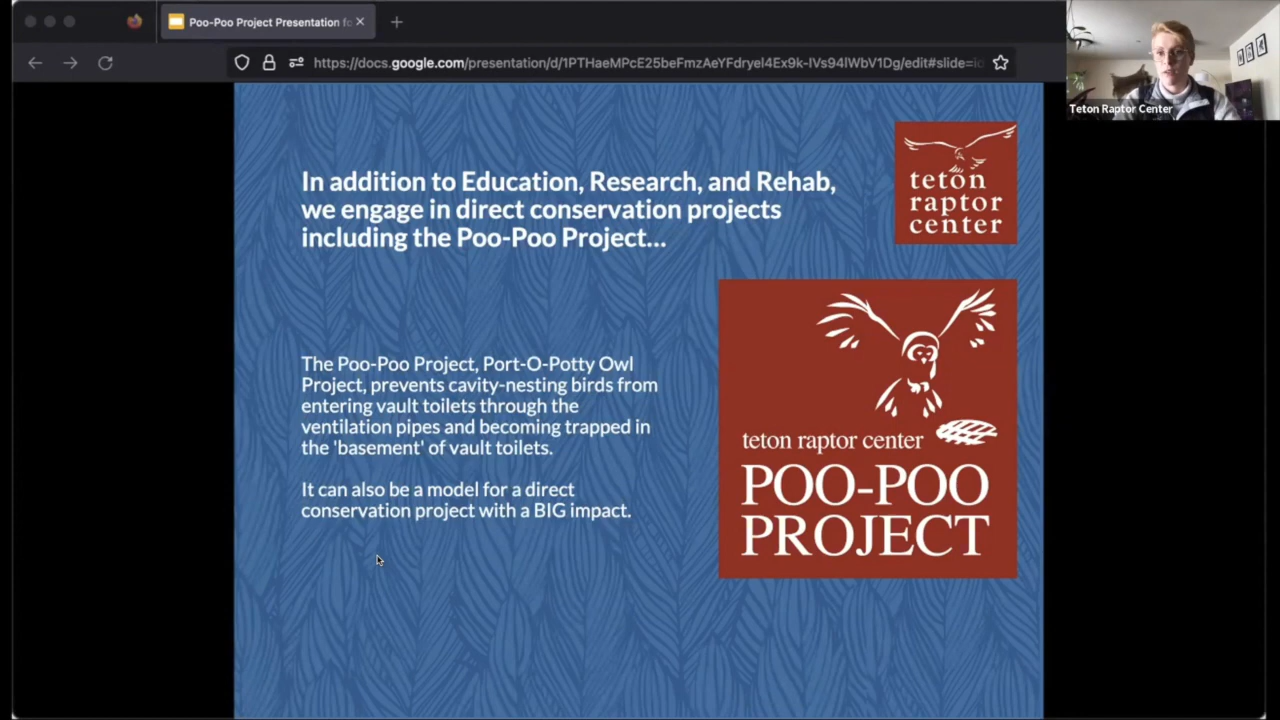 Poo-Poo Project Presentation fo
https://docs.google.com/presentation/d/1PTHaeMPcE25beFmzAeYFdryel4Ex9k-IVs94lWbV1Dg/edit#slide=i
Teton Raptor Center
In addition to Education, Research, and Rehab,
we engage in direct conservation projects
including the Poo-Poo Project...
teton
raptor
center
The Poo-Poo Project, Port-O-Potty Owl
Project, prevents cavity-nesting birds from
entering vault toilets through the
ventilation pipes and becoming trapped in
the 'basement' of vault toilets.
It can also be a model for a direct
conservation project with a BIG impact.
teton raptor center
POO-POO
PROJECT